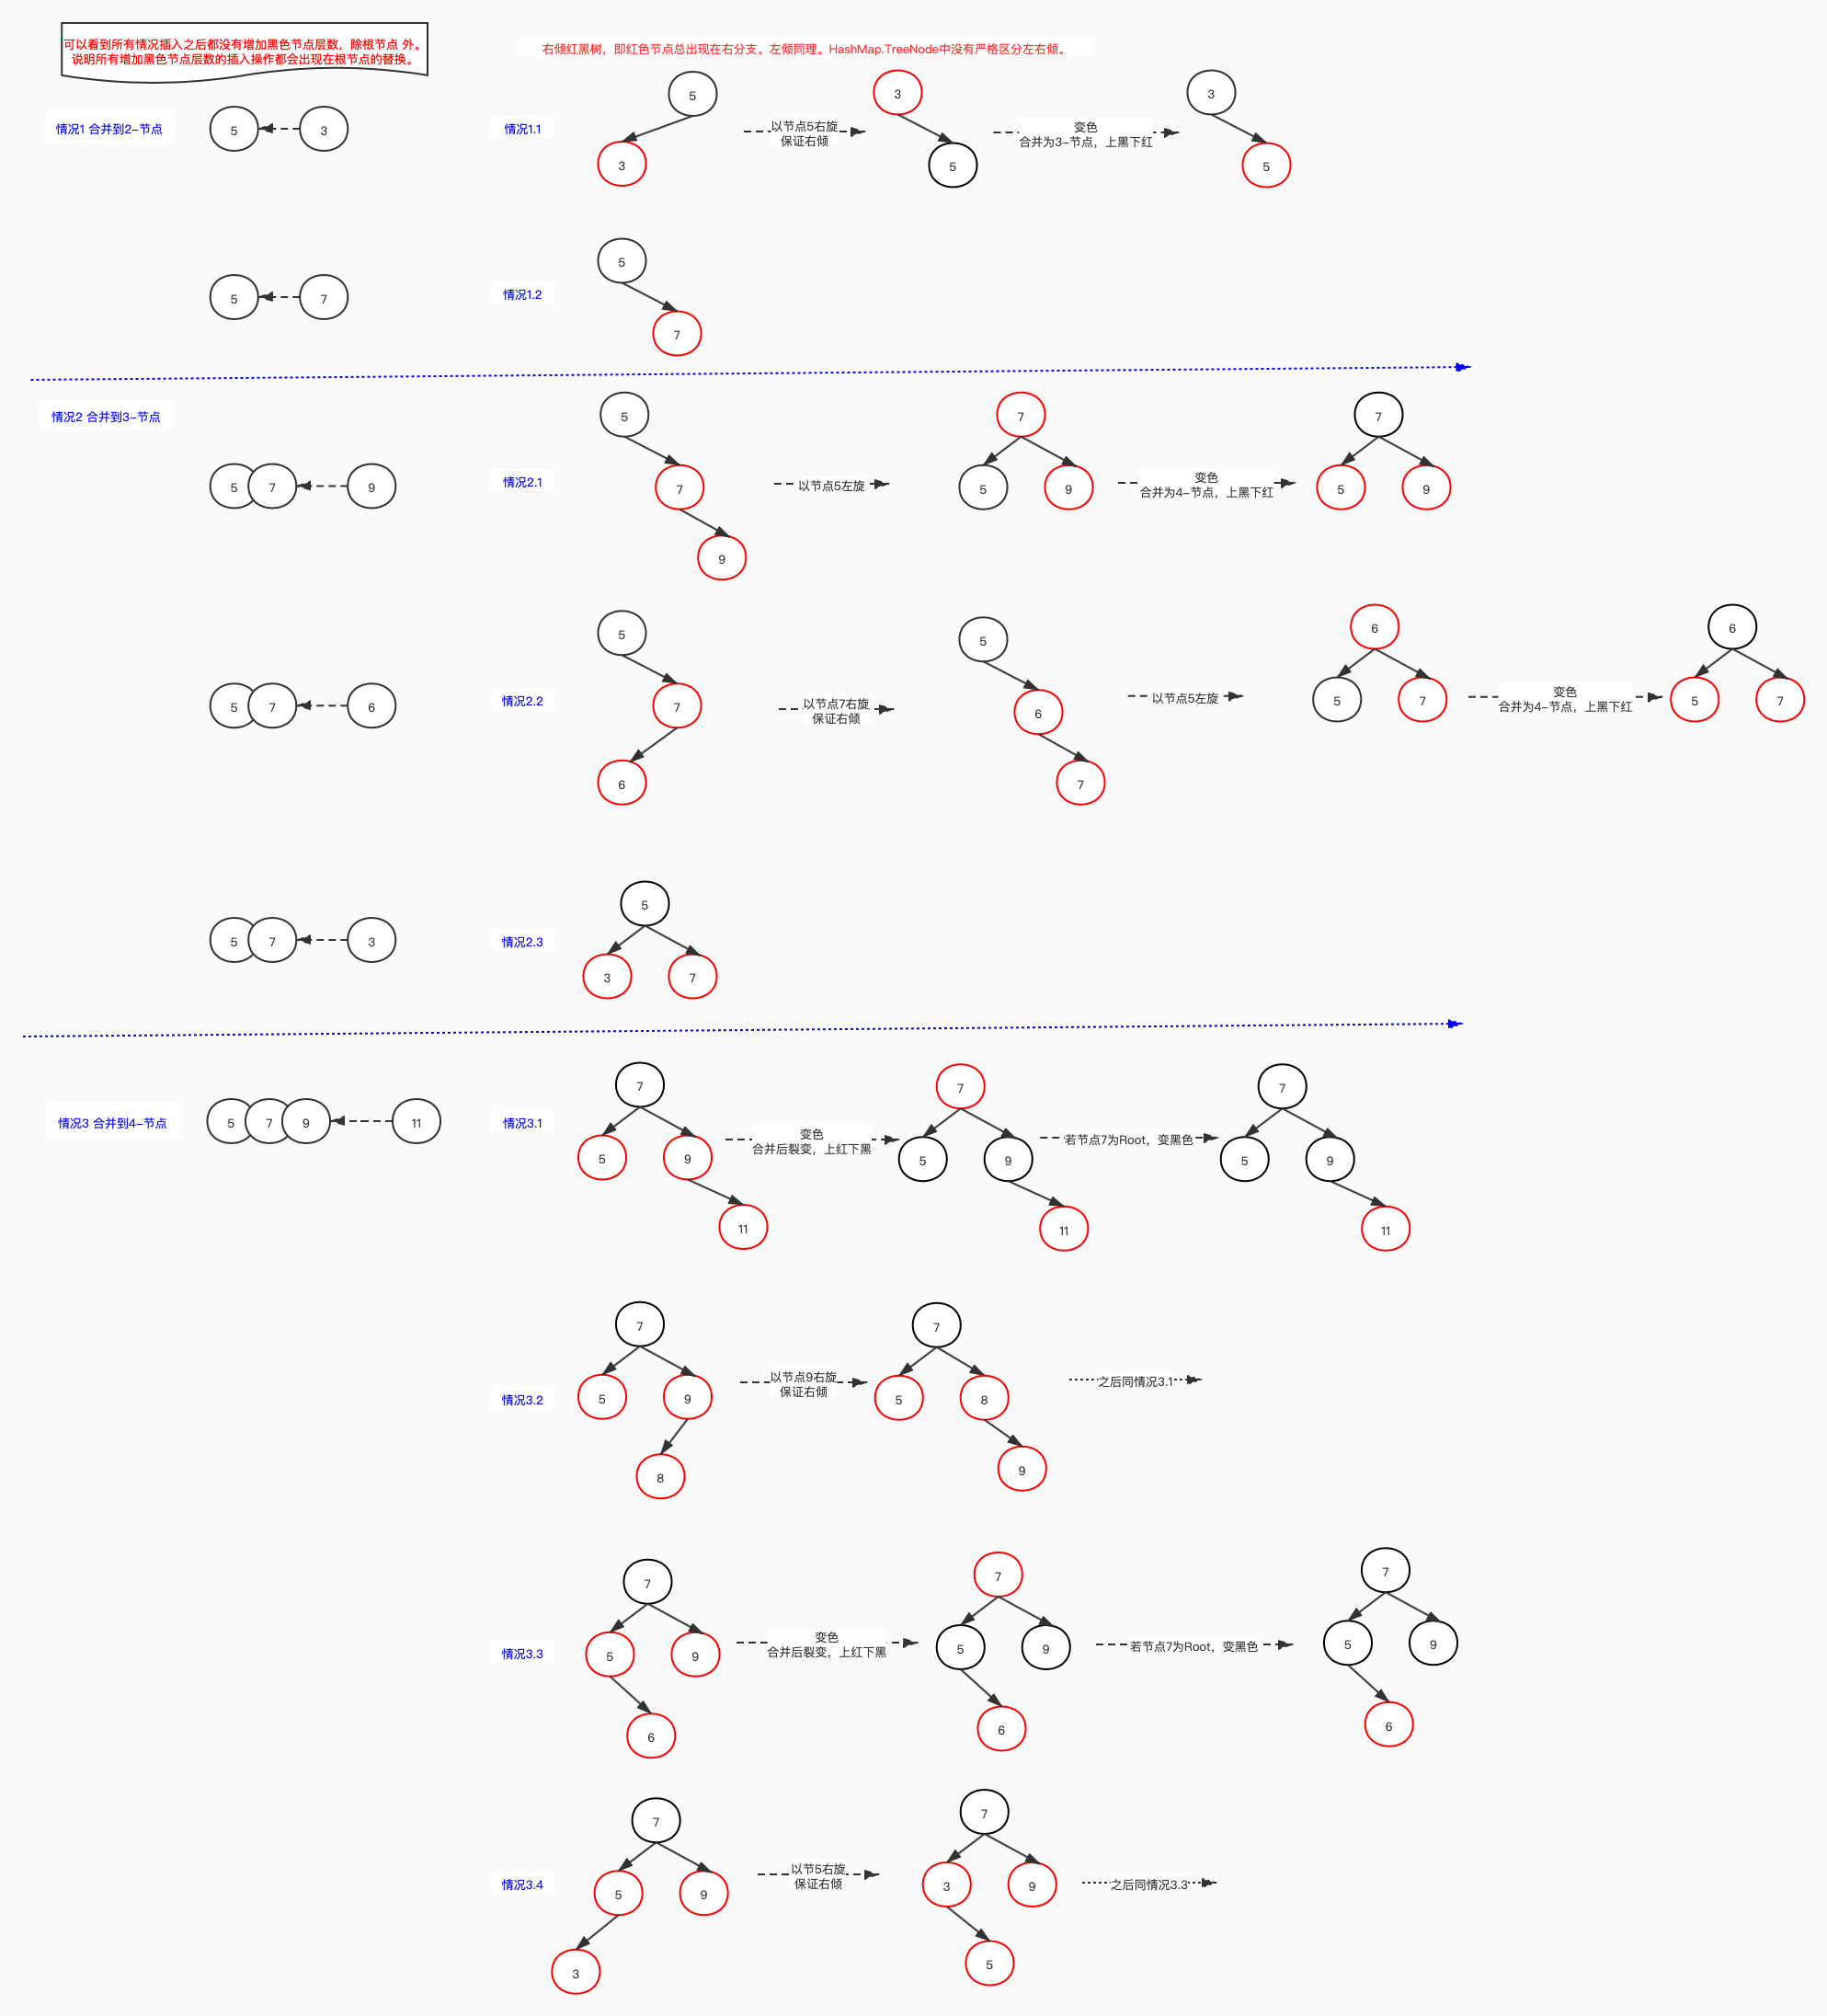 可以看到所有情况插入之后都没有增加黑色节点层数，除根节点 外。
说明所有增加黑色节点层数的插入操作都会出现在根节点的替换。
右倾红黑树，即红色节点总出现在右分支。左倾同理。HashMap.TreeNode中没有严格区分左右倾。
情况1 合并到2-节点
5
3
情况1.1
5
3
以节点5右旋
保证右倾
3
5
变色
合并为3-节点，上黑下红
3
5
5
7
情况1.2
5
7
情况2 合并到3-节点
5
7
9
情况2.1
5
7
9
以节点5左旋
7
5
9
变色
合并为4-节点，上黑下红
7
5
9
5
7
6
情况2.2
5
7
6
以节点7右旋
保证右倾
5
6
7
以节点5左旋
6
5
7
变色
合并为4-节点，上黑下红
6
5
7
5
7
3
情况2.3
5
3
7
情况3 合并到4-节点
5
7
9
11
情况3.1
7
5
9
11
变色
合并后裂变，上红下黑
7
5
9
11
若节点7为Root，变黑色
7
5
9
11
情况3.2
7
5
9
8
以节点9右旋
保证右倾
7
5
8
9
之后同情况3.1
情况3.3
7
5
9
6
变色
合并后裂变，上红下黑
7
5
9
6
若节点7为Root，变黑色
7
5
9
6
情况3.4
7
5
9
3
以节5右旋
保证右倾
7
3
9
5
之后同情况3.3